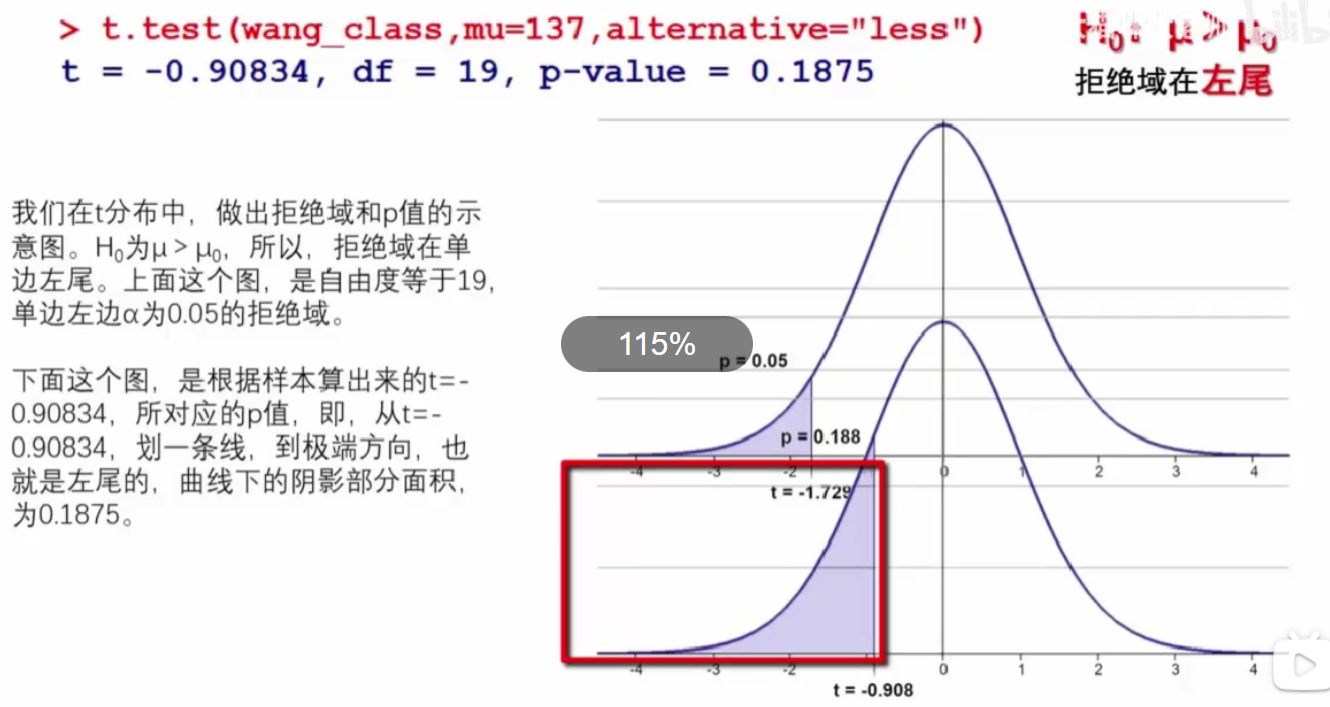 > t.test(wang_class,mu=137,alternative="less")
t = -0.90834, df = 19, p-value = 0.1875
H₀: μ > μ₀
拒绝域在左尾
我们在t分布中，做出拒绝域和p值的示
意图。H₀为μ > μ₀，所以，拒绝域在单
边左尾。上面这个图，是自由度等于19，
单边左边α为0.05的拒绝域。
下面这个图，是根据样本算出来的t=-
0.90834，所对应的p值，即，从t=-
0.90834，划一条线，到极端方向，也
就是左尾的，曲线下的阴影部分面积，
为0.1875。
115%
p = 0.05
p = 0.188
-4 -3 -2 0 1 2 3 4
t = -1.729
-4 -3 -2 0 1 2 3 4
t = -0.908